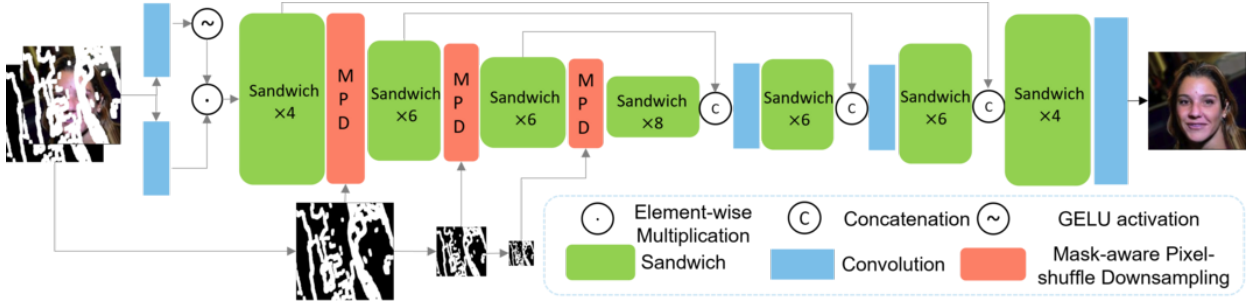 ~
·
Sandwich
×4
M
P
D
Sandwich
×6
M
P
D
Sandwich
×6
M
P
D
Sandwich
×8
C
Sandwich
×6
C
Sandwich
×6
C
Sandwich
×4
·
Element-wise
Multiplication
C
Concatenation
~
GELU activation
Sandwich
Convolution
Mask-aware Pixel-
shuffle Downsampling